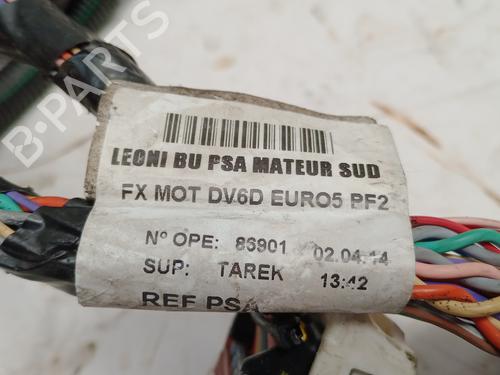 B-PARTS
LEONI BU PSA MATEUR SUD
FX MOT DV6D EURO5 PF2
Nº OPE: 86901 02.04.14
SUP: TAREK 13:42
REF PSA